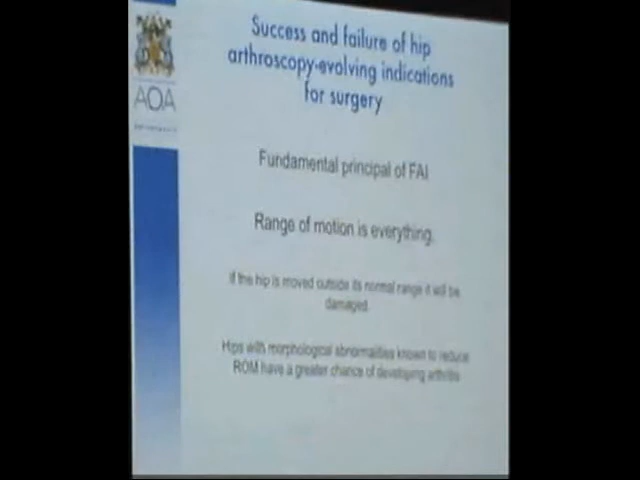 Success and failure of hip
arthroscopy-evolving indications
for surgery
AOA
Fundamental principal of FAI
Range of motion is everything.
If the hip is moved outside its normal range it will be
damaged.
Hips with morphological abnormalities known to reduce
ROM have a greater chance of developing arthritis